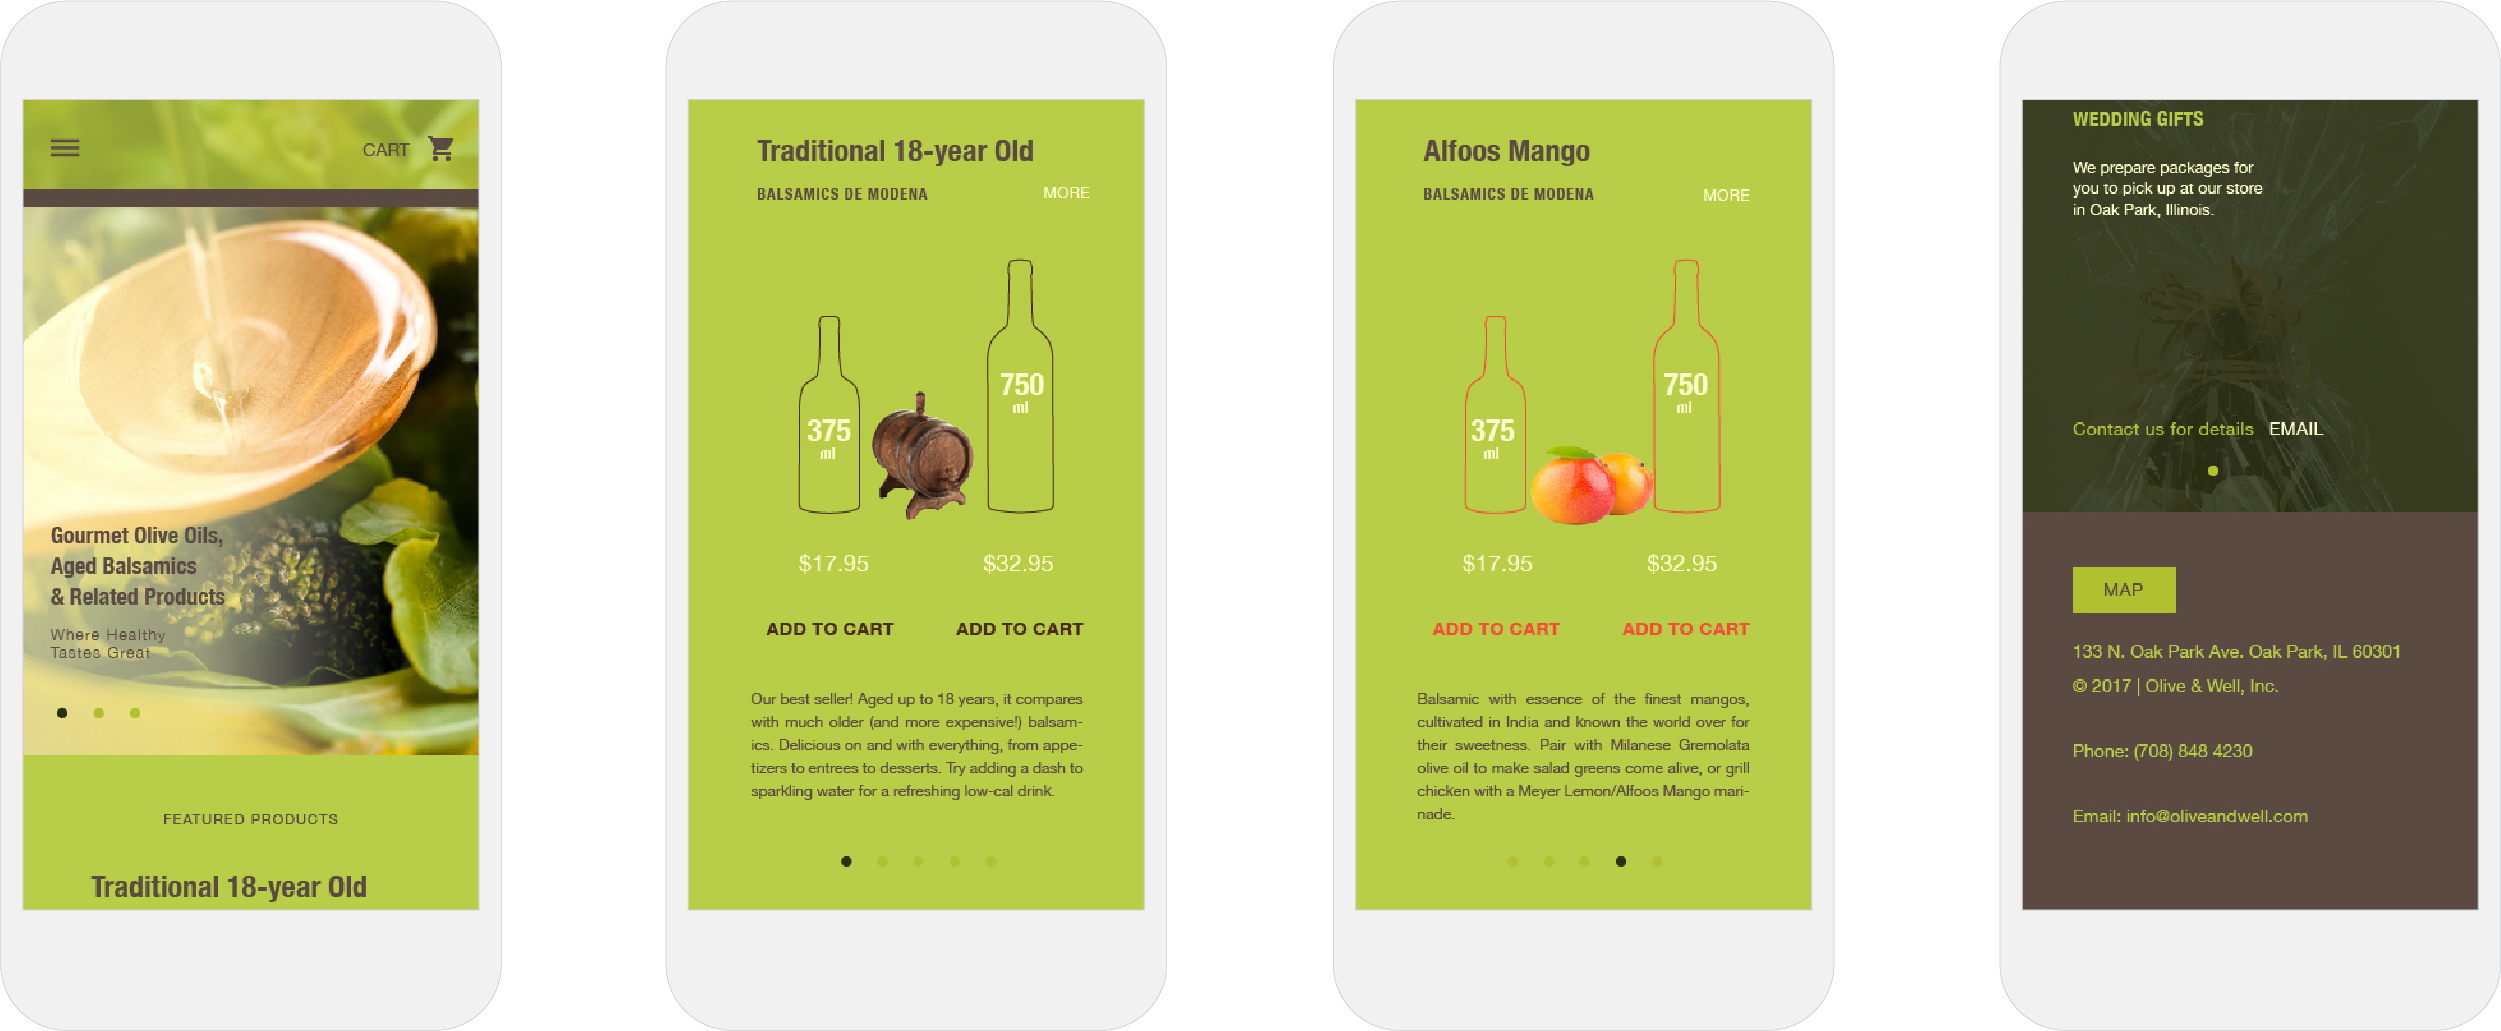 CART
Gourmet Olive Oils,
Aged Balsamics
& Related Products
Where Healthy
Tastes Great
FEATURED PRODUCTS
Traditional 18-year Old
Traditional 18-year Old
BALSAMICS DE MODENA MORE
750
ml
375
ml
$17.95 $32.95
ADD TO CART ADD TO CART
Our best seller! Aged up to 18 years, it compares
with much older (and more expensive!) balsam-
ics. Delicious on and with everything, from appe-
tizers to entrees to desserts. Try adding a dash to
sparkling water for a refreshing low-cal drink.
Alfoos Mango
BALSAMICS DE MODENA MORE
750
ml
375
ml
$17.95 $32.95
ADD TO CART ADD TO CART
Balsamic with essence of the finest mangos,
cultivated in India and known the world over for
their sweetness. Pair with Milanese Gremolata
olive oil to make salad greens come alive, or grill
chicken with a Meyer Lemon/Alfoos Mango mari-
nade.
WEDDING GIFTS
We prepare packages for
you to pick up at our store
in Oak Park, Illinois.
Contact us for details EMAIL
MAP
133 N. Oak Park Ave. Oak Park, IL 60301
© 2017 | Olive & Well, Inc.
Phone: (708) 848 4230
Email: info@oliveandwell.com